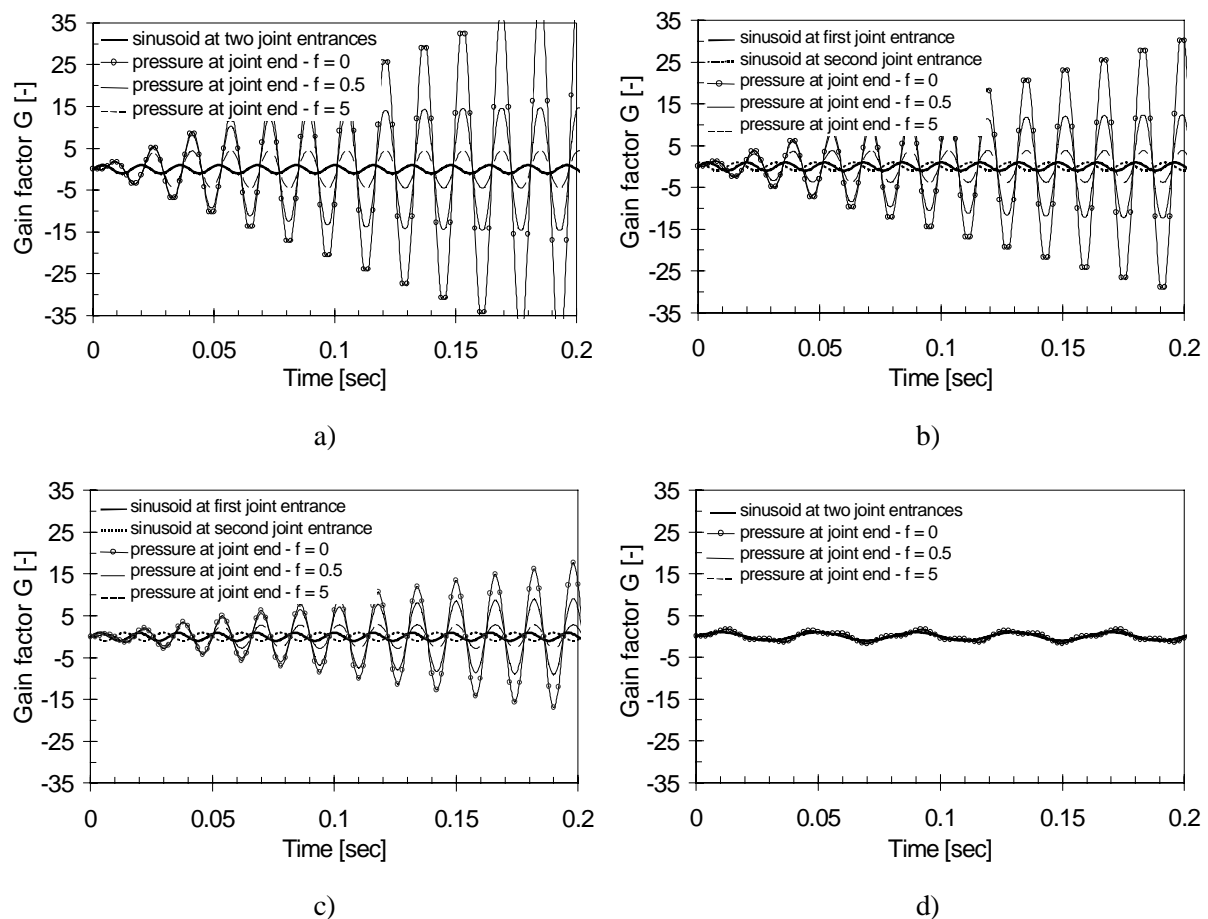 35
25
15
5
-5
-15
-25
-35
Gain factor G [-]
sinusoid at two joint entrances
pressure at joint end - f = 0
pressure at joint end - f = 0.5
pressure at joint end - f = 5
0 0.05 0.1 0.15 0.2
Time [sec]
a)
35
25
15
5
-5
-15
-25
-35
Gain factor G [-]
sinusoid at first joint entrance
sinusoid at second joint entrance
pressure at joint end - f = 0
pressure at joint end - f = 0.5
pressure at joint end - f = 5
0 0.05 0.1 0.15 0.2
Time [sec]
b)
35
25
15
5
-5
-15
-25
-35
Gain factor G [-]
sinusoid at first joint entrance
sinusoid at second joint entrance
pressure at joint end - f = 0
pressure at joint end - f = 0.5
pressure at joint end - f = 5
0 0.05 0.1 0.15 0.2
Time [sec]
c)
35
25
15
5
-5
-15
-25
-35
Gain factor G [-]
sinusoid at two joint entrances
pressure at joint end - f = 0
pressure at joint end - f = 0.5
pressure at joint end - f = 5
0 0.05 0.1 0.15 0.2
Time [sec]
d)